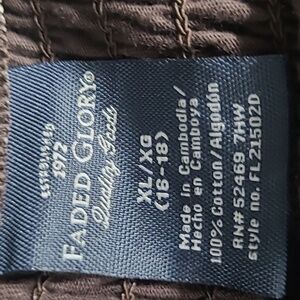 ESTABLISHED
1972
FADED GLORY®
Quality Goods
XL/XG
(16-18)
Made in Cambodia/
Hecho en Camboya
100% Cotton/Algodón
RN# 52469 7HW
style no. FL21502D